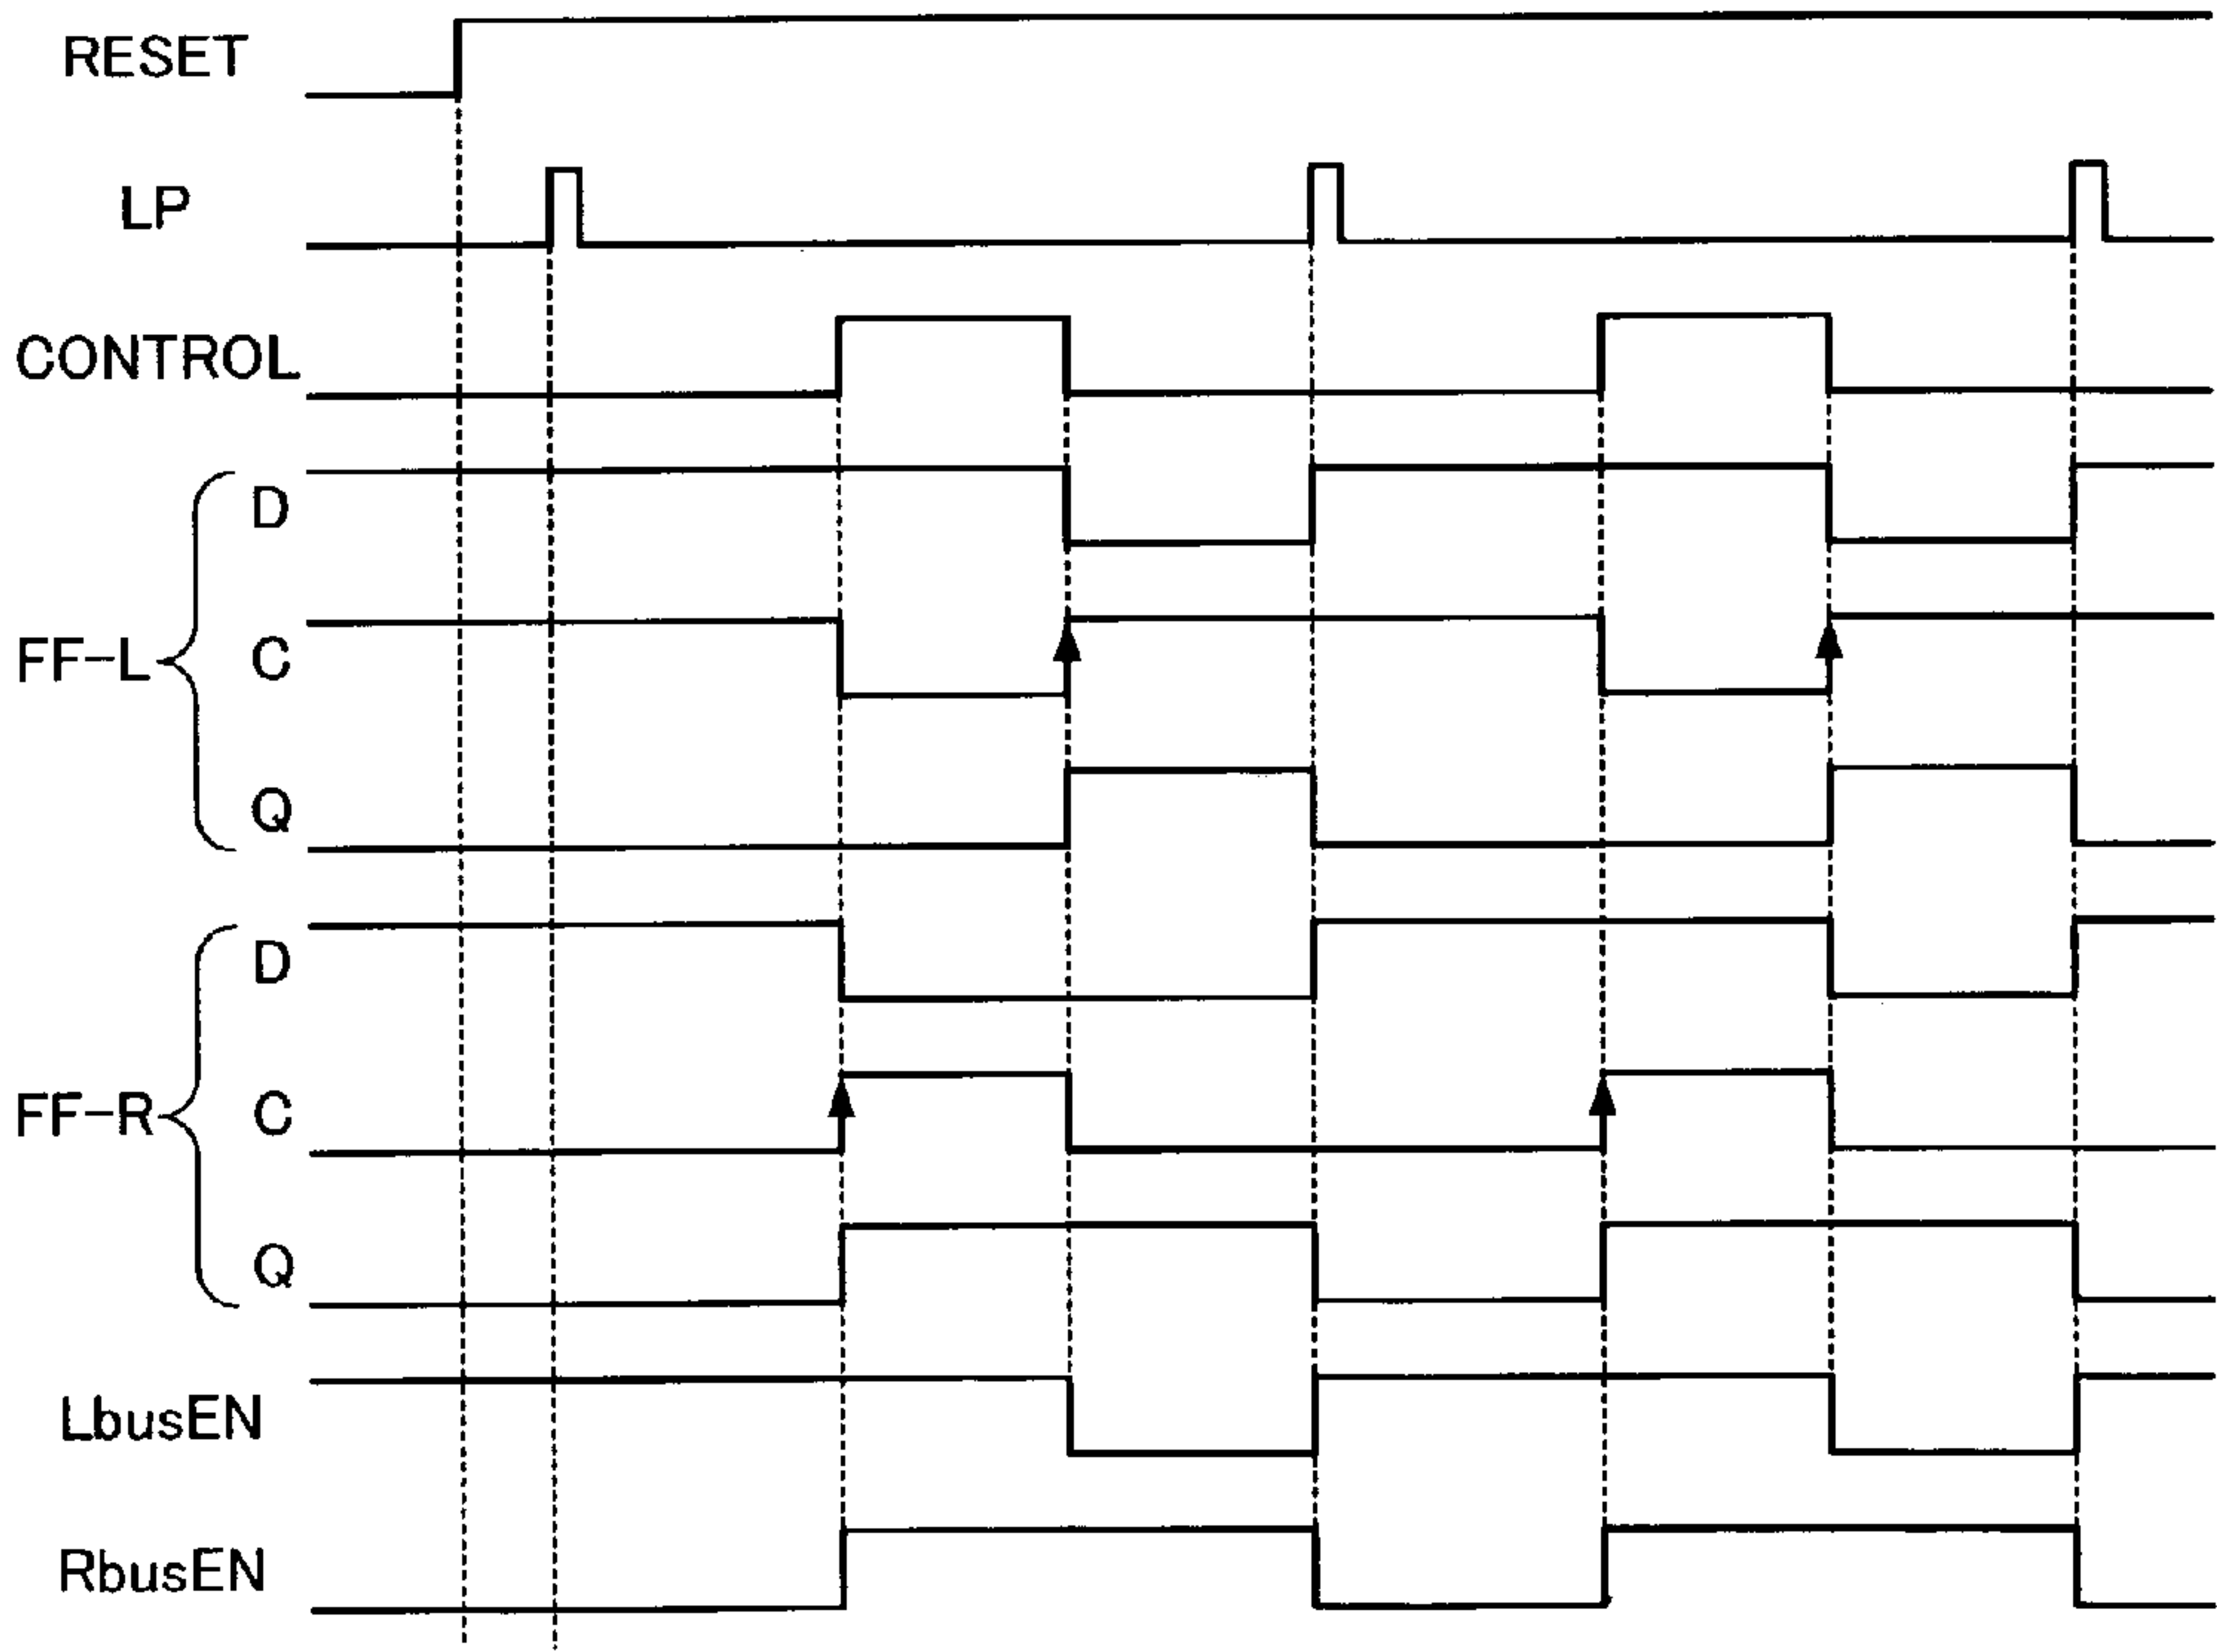 RESET
LP
CONTROL
D
FF-L
C
Q
D
FF-R
C
Q
LbusEN
RbusEN